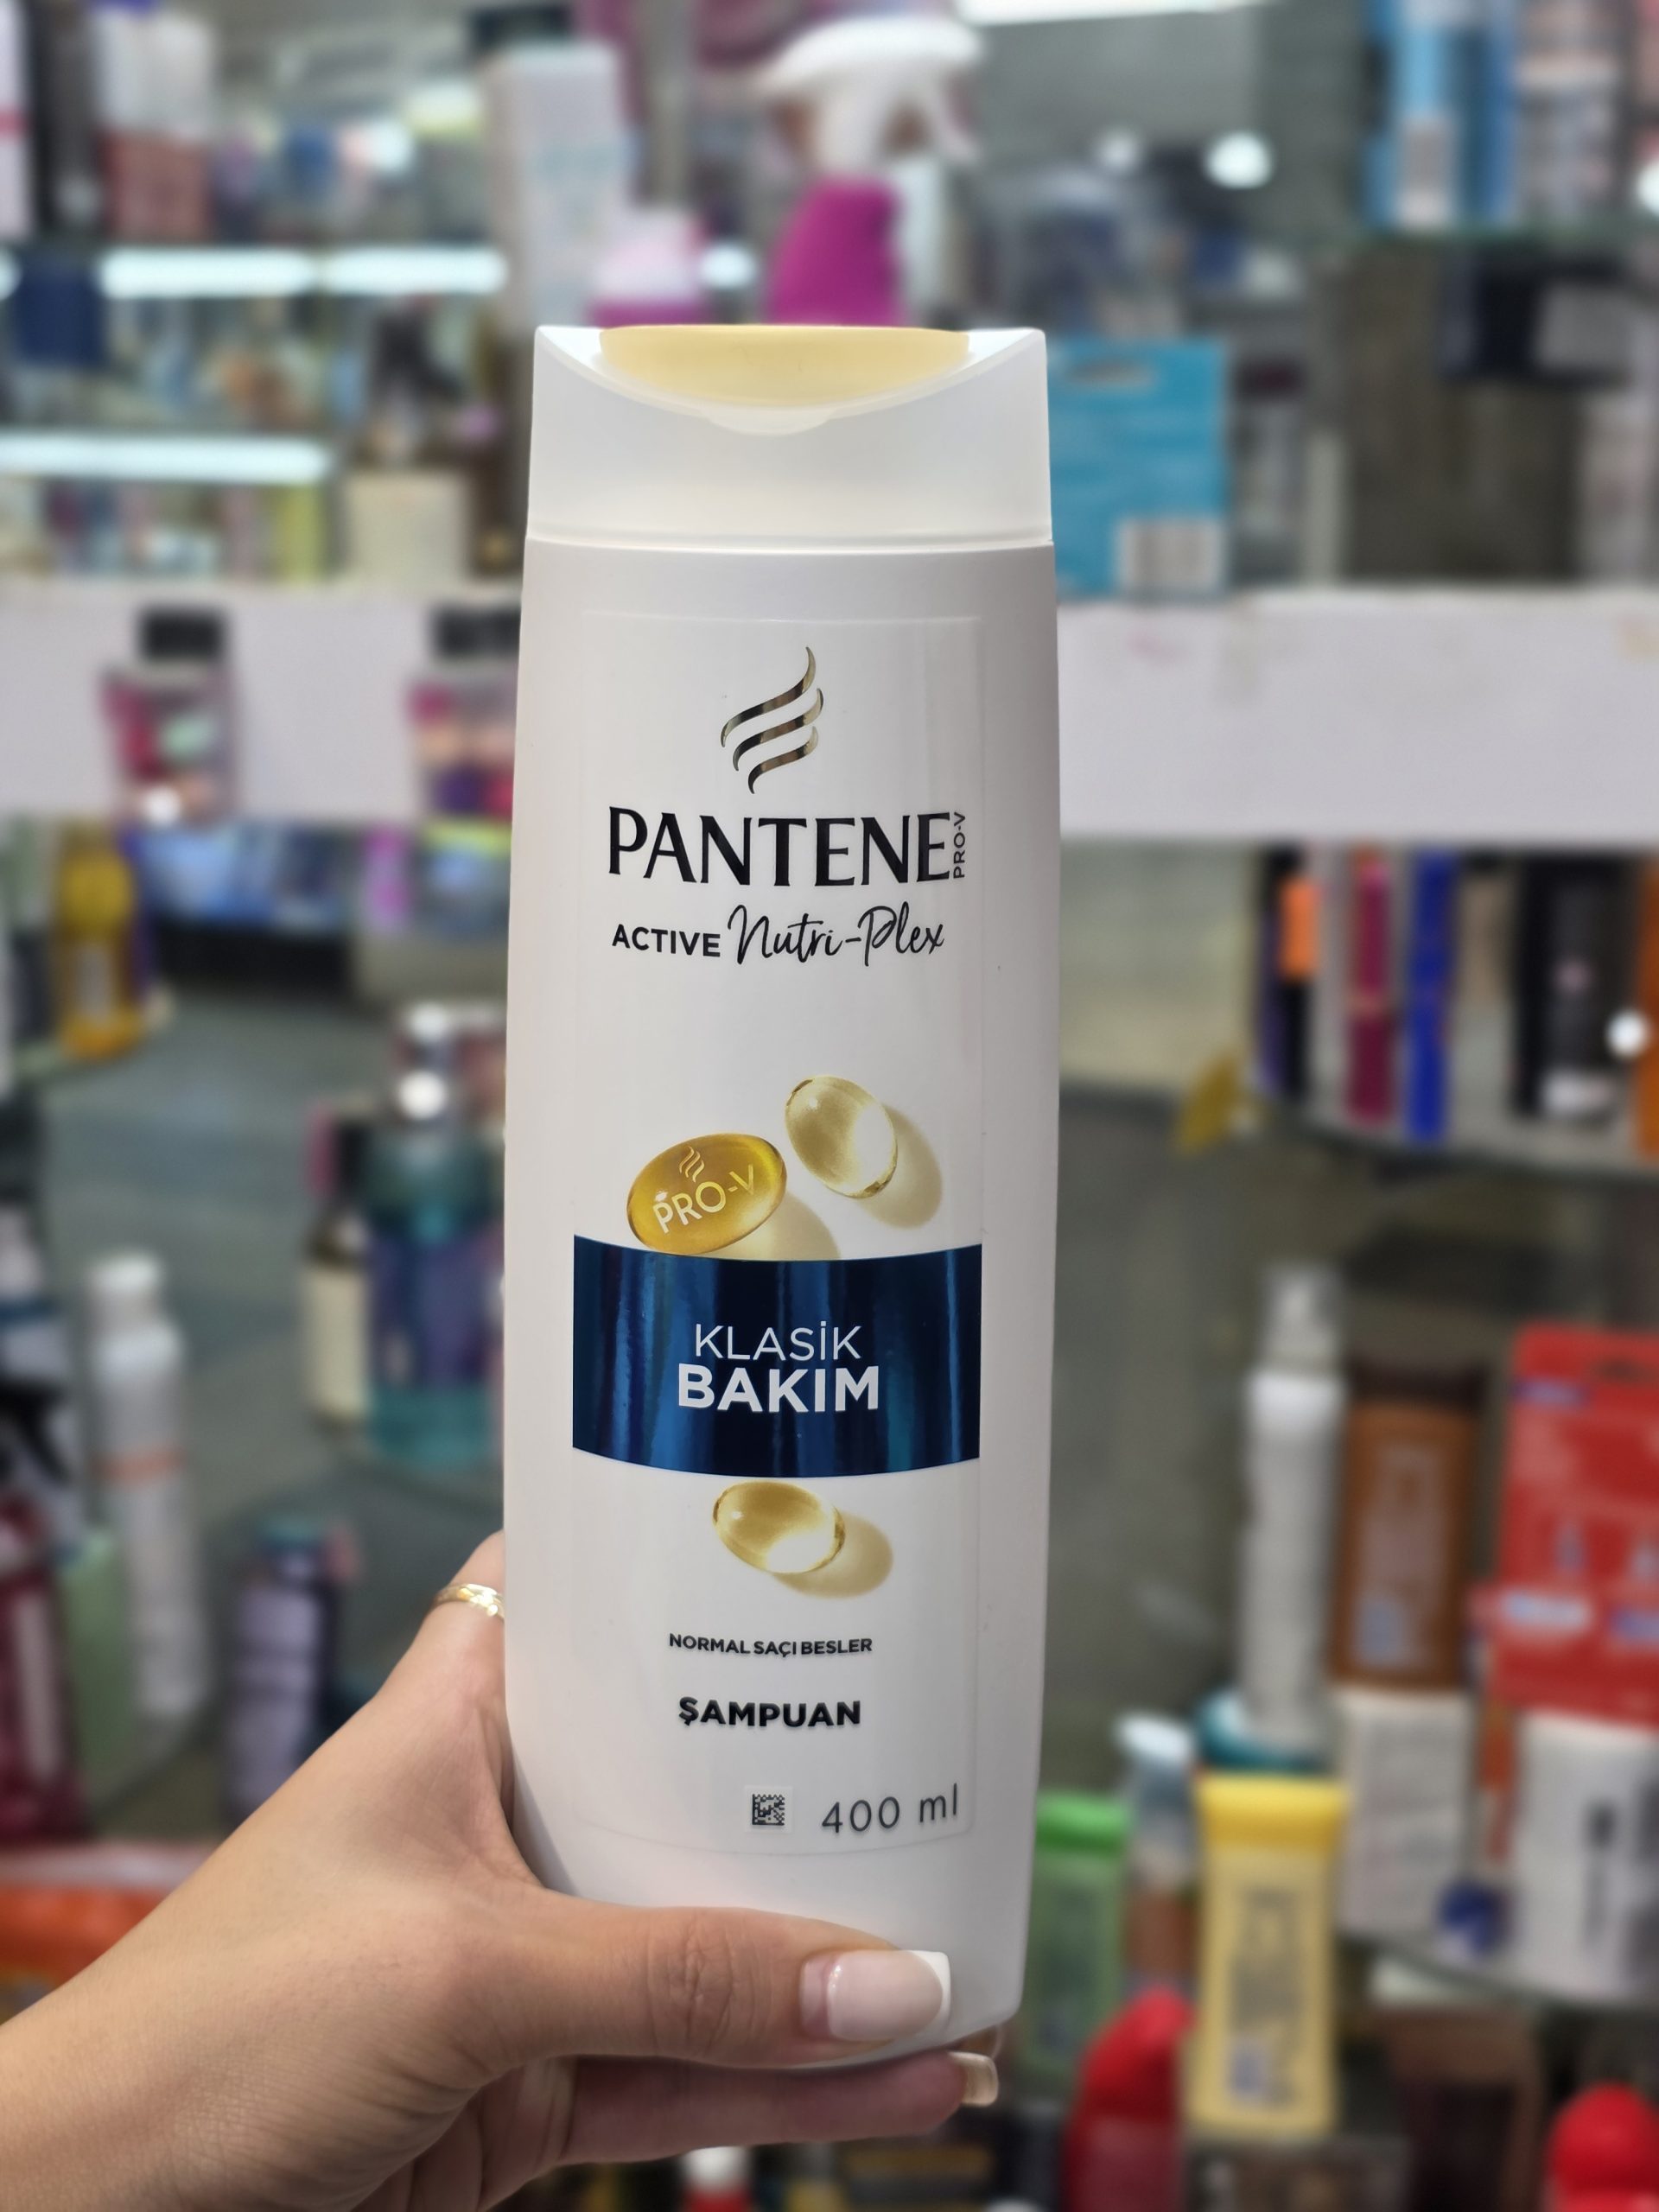 PANTENE PRO-V
ACTIVE Nutri-Plex
PRO-V
KLASİK
BAKIM
NORMAL SAÇI BESLER
ŞAMPUAN
400 ml